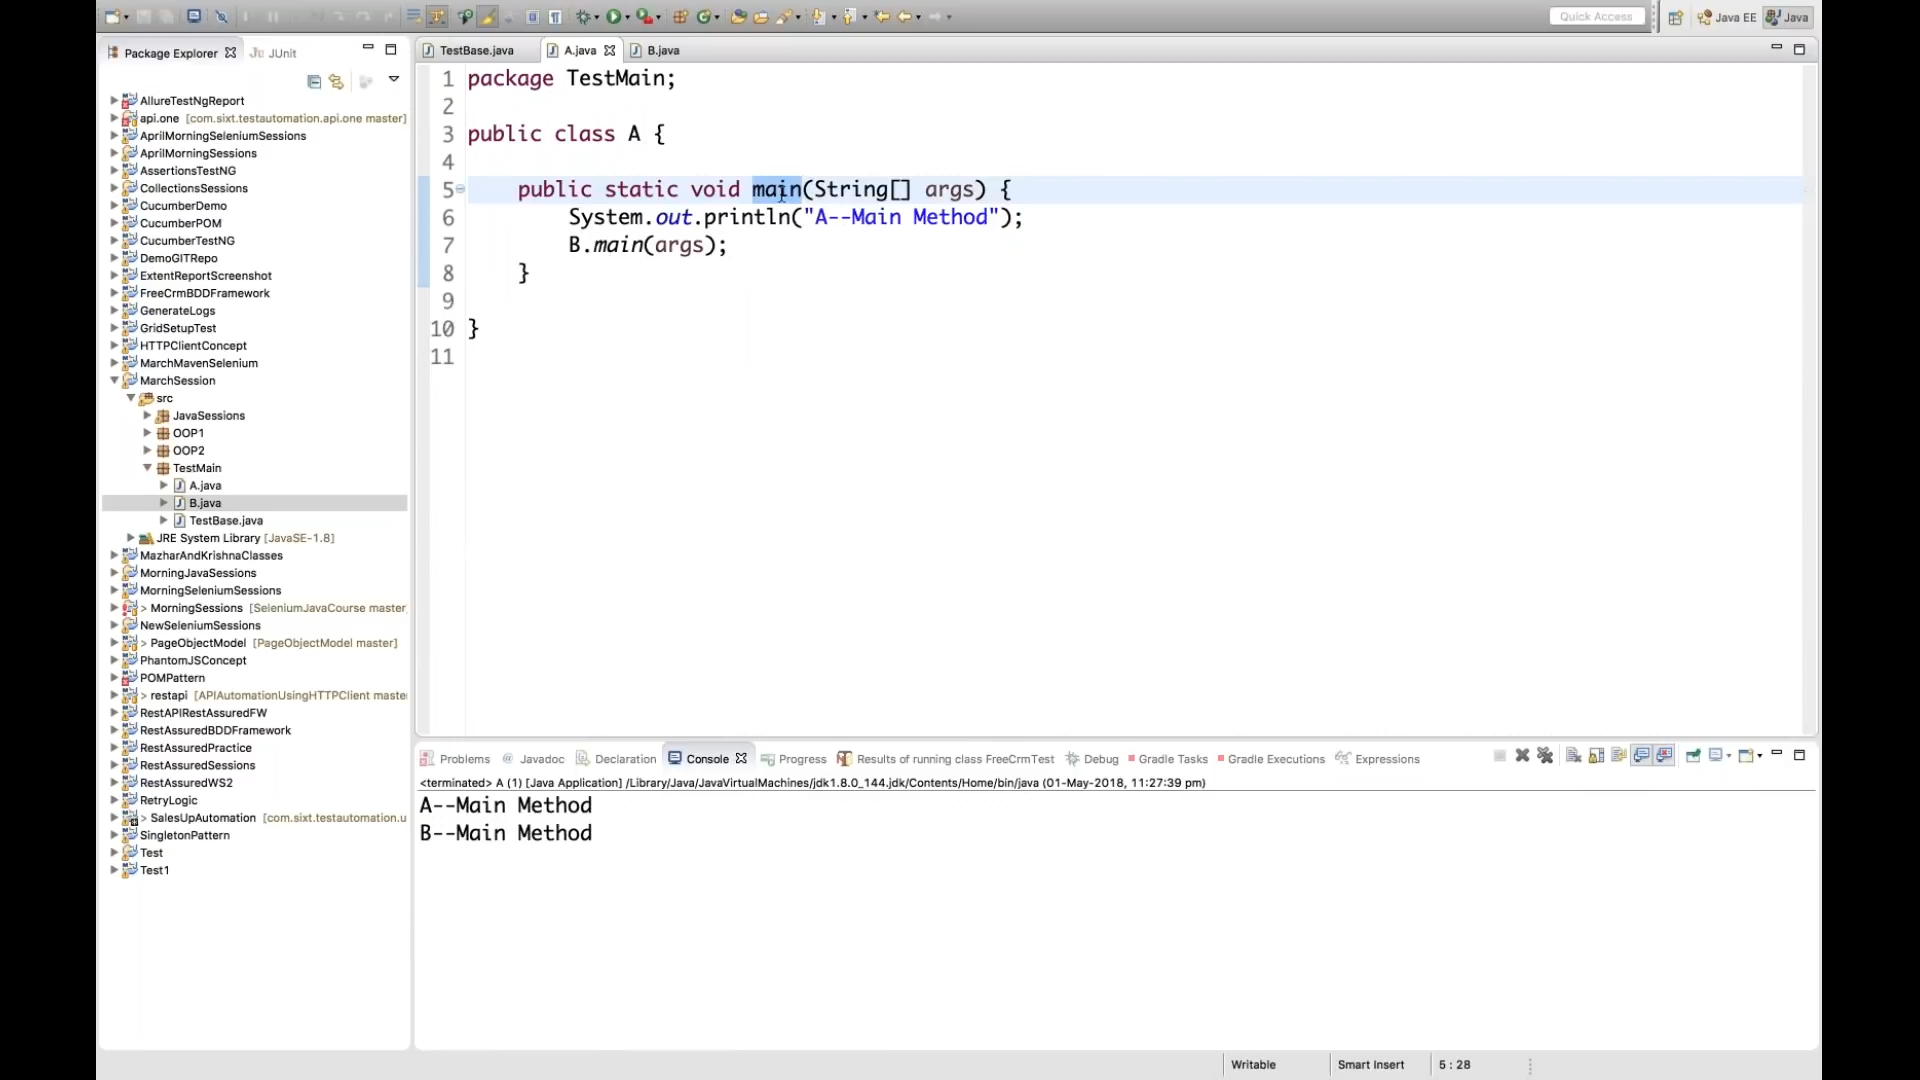 Quick Access
Java EE
Java
Package Explorer
JUnit
TestBase.java
A.java
B.java
AllureTestNgReport
api.one [com.sixt.testautomation.api.one master]
AprilMorningSeleniumSessions
AprilMorningSessions
AssertionsTestNG
CollectionsSessions
CucumberDemo
CucumberPOM
CucumberTestNG
DemoGITRepo
ExtentReportScreenshot
FreeCrmBDDFramework
GenerateLogs
GridSetupTest
HTTPClientConcept
MarchMavenSelenium
MarchSession
src
JavaSessions
OOP1
OOP2
TestMain
A.java
B.java
TestBase.java
JRE System Library [JavaSE-1.8]
MazharAndKrishnaClasses
MorningJavaSessions
MorningSeleniumSessions
> MorningSessions [SeleniumJavaCourse master]
NewSeleniumSessions
> PageObjectModel [PageObjectModel master]
PhantomJSConcept
POMPattern
> restapi [APIAutomationUsingHTTPClient maste
RestAPIRestAssuredFW
RestAssuredBDDFramework
RestAssuredPractice
RestAssuredSessions
RestAssuredWS2
RetryLogic
> SalesUpAutomation [com.sixt.testautomation.u
SingletonPattern
Test
Test1
1 package TestMain;
2
3 public class A {
4
5 public static void main(String[] args) {
6 System.out.println("A--Main Method");
7 B.main(args);
8 }
9
10 }
11
Problems
@ Javadoc
Declaration
Console
Progress
Results of running class FreeCrmTest
Debug
Gradle Tasks
Gradle Executions
Expressions
<terminated> A (1) [Java Application] /Library/Java/JavaVirtualMachines/jdk1.8.0_144.jdk/Contents/Home/bin/java (01-May-2018, 11:27:39 pm)
A--Main Method
B--Main Method
Writable
Smart Insert
5 : 28